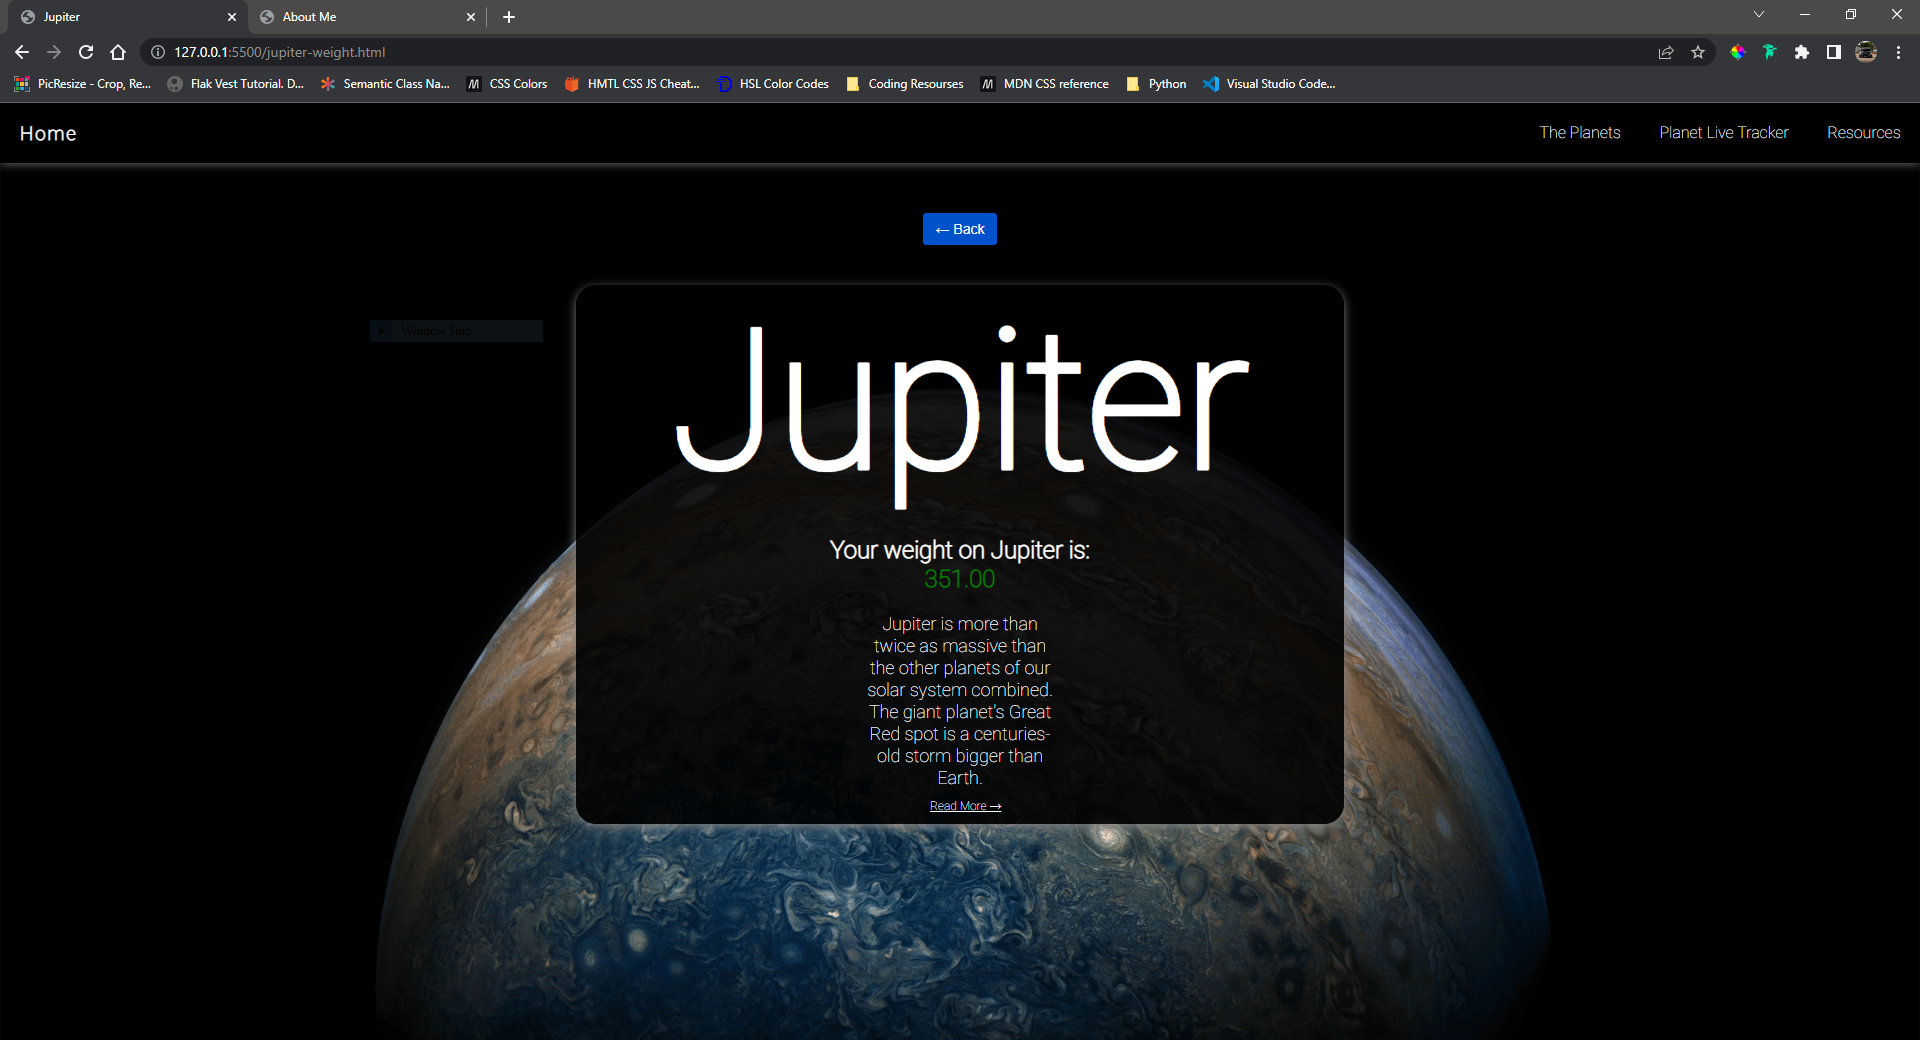 Jupiter
About Me
127.0.0.1:5500/jupiter-weight.html
PicResize - Crop, Re...
Flak Vest Tutorial. D...
Semantic Class Na...
CSS Colors
HMTL CSS JS Cheat...
HSL Color Codes
Coding Resourses
MDN CSS reference
Python
Visual Studio Code...
Home
The Planets
Planet Live Tracker
Resources
← Back
Window Snip
Jupiter
Your weight on Jupiter is:
351.00
Jupiter is more than
twice as massive than
the other planets of our
solar system combined.
The giant planet's Great
Red spot is a centuries-
old storm bigger than
Earth.
Read More →